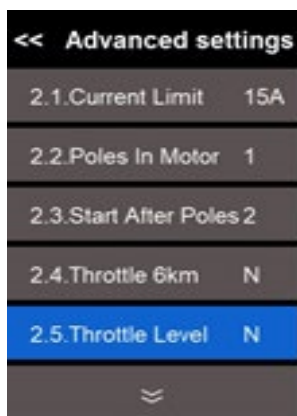 << Advanced settings
2.1.Current Limit 15A
2.2.Poles In Motor 1
2.3.Start After Poles 2
2.4.Throttle 6km N
2.5.Throttle Level N